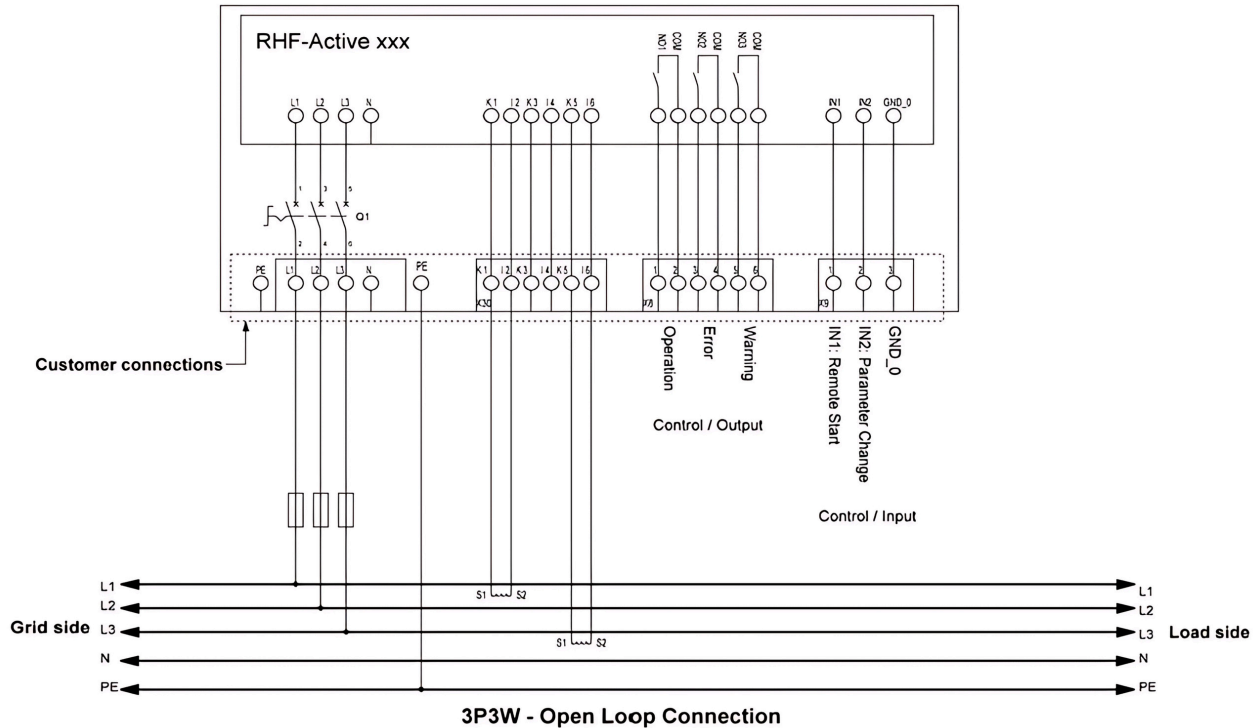 RHF-Active xxx
NO1 COM NO2 COM NO3 COM
L1 L2 L3 N K1 I2 K3 I4 K5 I6 IN1 IN2 GND_0
1 3 5
Q1
2 4 6
PE L1 L2 L3 N PE K1 I2 K3 I4 K5 I6 1 2 3 4 5 6 1 2 3
X30 X9
Operation
Error
Warning
IN1: Remote Start
IN2: Parameter Change
GND_0
Customer connections
Control / Output
Control / Input
L1 L1
S1 S2
L2 L2
Grid side L3 L3 Load side
S1 S2
N N
PE PE
3P3W - Open Loop Connection